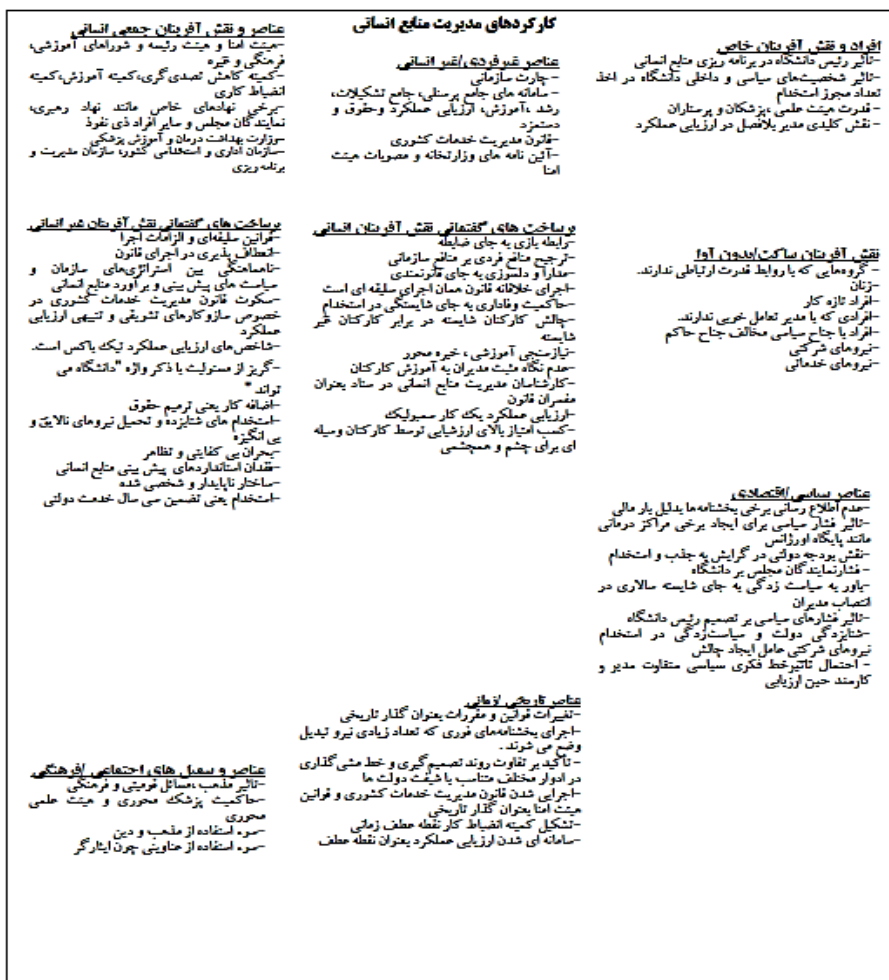 کارکردهای مدیریت منابع انسانی
افراد و نقش آفرینان خاص
-تاثیر رئیس دانشگاه در برنامه ریزی منابع انسانی
-تاثیر شخصیت‌های سیاسی و داخلی دانشگاه در اخذ
تعداد مجوز استخدام
-قدرت هیئت علمی ،پزشکان و پرستاران
-نقش کلیدی مدیر بلافصل در ارزیابی عملکرد
عناصر غیرفردی/غیر انسانی
-چارت سازمانی
-سامانه های جامع پرسنلی، جامع تشکیلات،
رشد ،آموزش، ارزیابی عملکرد وحقوق و
دستمزد
-قانون مدیریت خدمات کشوری
-آئین نامه های وزارتخانه و مصوبات هیئت
امنا
عناصر و نقش آفرینان جمعی انسانی
-هیئت امنا و هیئت رئیسه و شوراهای آموزشی،
فرهنگی و غیره
-کمیته کاهش تصدی گری،کمیته آموزش،کمیته
انضباط کاری
-برخی نهادهای خاص مانند نهاد رهبری،
نمایندگان مجلس و سایر افراد ذی نفوذ
-وزارت بهداشت درمان و آموزش پزشکی
-سازمان اداری و استخدامی کشور، سازمان مدیریت و
برنامه ریزی
نقش آفرینان ساکت/بدون آوا
- گروه‌هایی که با روابط قدرت ارتباطی ندارند.
-زنان
-افراد تازه کار
-افرادی که با مدیر تعامل خوبی ندارند.
-افراد با جناح سیاسی مخالف جناح حاکم
-نیروهای شرکتی
-نیروهای خدماتی
برساخت های گفتمانی نقش آفرینان انسانی
-رابطه بازی به جای ضابطه
-ترجیح منافع فردی بر منافع سازمانی
-مدارا و دلسوزی به جای قانونمندی
-اجرای خلاقانه قانون همان اجرای سلیقه ای است
-حاکمیت وفاداری به جای شایستگی در استخدام
-چالش کارکنان شایسته در برابر کارکنان غیر
شایسته
-نیازسنجی آموزشی ، خبره محور
-عدم نگاه مثبت مدیران به آموزش کارکنان
-کارشناسان مدیریت منابع انسانی در ستاد بعنوان
مفسران قانون
-ارزیابی عملکرد یک کار سمبولیک
-کسب امتیاز بالای ارزشیابی توسط کارکنان وسیله
ای برای چشم و همچشمی
برساخت های گفتمانی نقش آفرینان غیر انسانی
-قوانین سلیقه‌ای و الزامات اجرا
-انعطاف پذیری در اجرای قانون
-ناهماهنگی بین استراتژی‌های سازمان و
سیاست های پیش بینی و برآورد منابع انسانی
-سکوت قانون مدیریت خدمات کشوری در
خصوص سازوکارهای تشویقی و تنبیهی ارزیابی
عملکرد
-شاخص‌های ارزیابی عملکرد تیک باکس است.
-گریز از مسئولیت با ذکر واژه "دانشگاه می
تواند "
-اضافه کار یعنی ترمیم حقوق
-استخدام های شتابزده و تحمیل نیروهای نالایق و
بی انگیزه
-بحران بی کفایتی و تظاهر
-فقدان استانداردهای پیش بینی منابع انسانی
-ساختار ناپایدار و شخصی شده
-استخدام یعنی تضمین سی سال خدمت دولتی
عناصر سیاسی/اقتصادی
-عدم اطلاع رسانی برخی بخشنامه‌ها بدلیل بار مالی
-تاثیر فشار سیاسی برای ایجاد برخی مراکز درمانی
مانند پایگاه اورژانس
-نقش بودجه دولتی در گرایش به جذب و استخدام
-فشارنمایندگان مجلس بر دانشگاه
-باور به سیاست زدگی به جای شایسته سالاری در
انتصاب مدیران
-تاثیر فشارهای سیاسی بر تصمیم رئیس دانشگاه
-شتابزدگی دولت و سیاست‌زدگی در استخدام
نیروهای شرکتی عامل ایجاد چالش
- احتمال تاثیرخط فکری سیاسی متفاوت مدیر و
کارمند حین ارزیابی
عناصر تاریخی /زمانی
-تغییرات قوانین و مقررات بعنوان گذار تاریخی
-اجرای بخشنامه‌های فوری که تعداد زیادی نیرو تبدیل
وضع می شوند .
-تأکید بر تفاوت روند تصمیم‌گیری و خط مشی گذاری
در ادوار مختلف متناسب با شیفت دولت ها
-اجرایی شدن قانون مدیریت خدمات کشوری و قوانین
هیئت امنا بعنوان گذار تاریخی
-تشکیل کمیته انضباط کار نقطه عطف زمانی
-سامانه ای شدن ارزیابی عملکرد بعنوان نقطه عطف
عناصر و سمبل های اجتماعی /فرهنگی
-تاثیر مذهب ،مسائل قومیتی و فرهنگی
-حاکمیت پزشک محوری و هیئت علمی
محوری
-سوء استفاده از مذهب و دین
-سوء استفاده از عناوینی چون ایثارگر